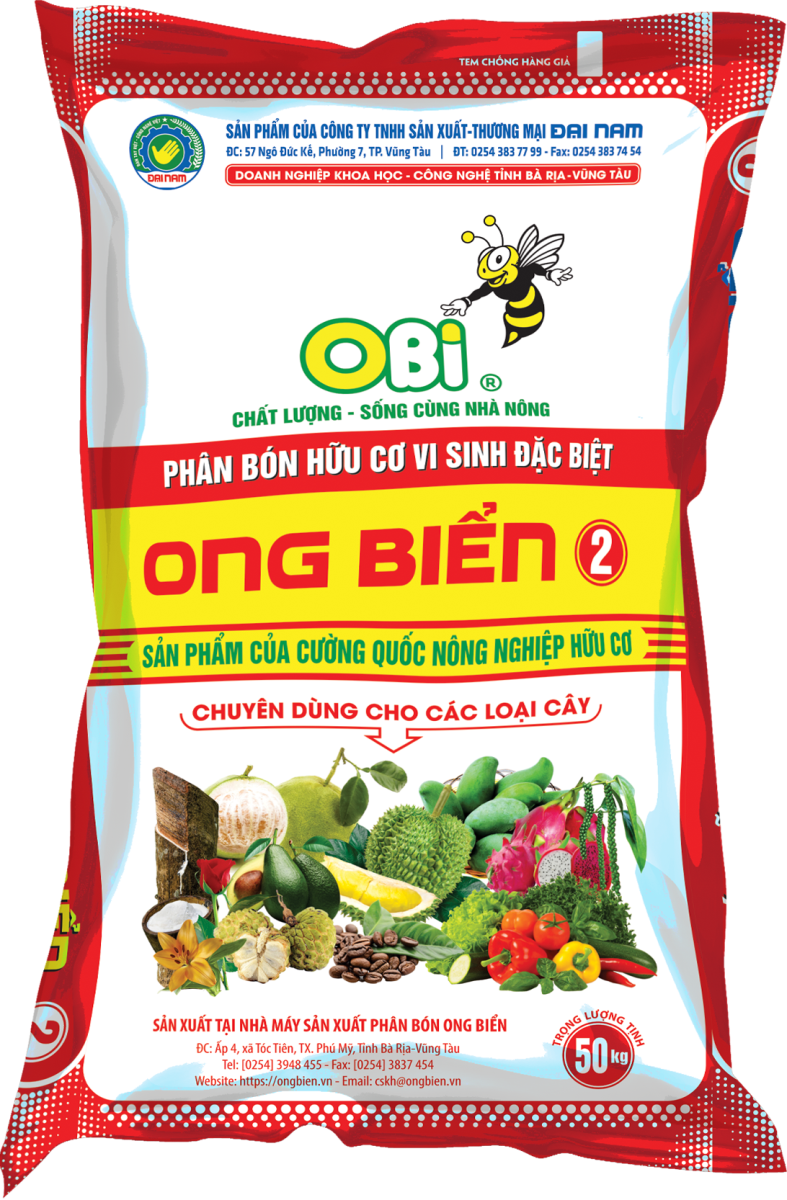 TEM CHỐNG HÀNG GIẢ
SẢN PHẨM CỦA CÔNG TY TNHH SẢN XUẤT-THƯƠNG MẠI ĐẠI NAM
ĐC: 57 Ngô Đức Kế, Phường 7, TP. Vũng Tàu | ĐT: 0254 383 77 99 - Fax: 0254 383 74 54
DOANH NGHIỆP KHOA HỌC - CÔNG NGHỆ TỈNH BÀ RỊA-VŨNG TÀU
ĐẠI NAM
OBi ®
CHẤT LƯỢNG - SỐNG CÙNG NHÀ NÔNG
PHÂN BÓN HỮU CƠ VI SINH ĐẶC BIỆT
ONG BIỂN 2
SẢN PHẨM CỦA CƯỜNG QUỐC NÔNG NGHIỆP HỮU CƠ
CHUYÊN DÙNG CHO CÁC LOẠI CÂY
SẢN XUẤT TẠI NHÀ MÁY SẢN XUẤT PHÂN BÓN ONG BIỂN
ĐC: Ấp 4, xã Tóc Tiên, TX. Phú Mỹ, Tỉnh Bà Rịa-Vũng Tàu
Tel: [0254] 3948 455 - Fax: [0254] 3837 454
Website: https://ongbien.vn - Email: cskh@ongbien.vn
TRỌNG LƯỢNG TỊNH
50kg
2